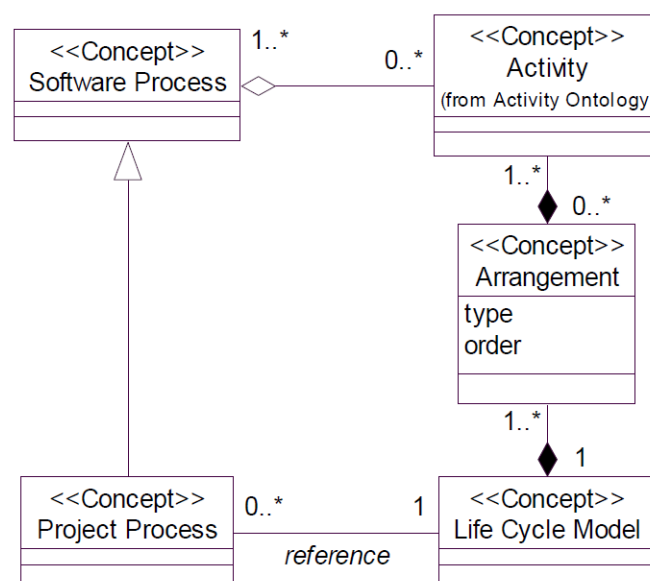 <<Concept>>
Software Process
1..*
0..*
<<Concept>>
Activity
(from Activity Ontology
1..*
0..*
<<Concept>>
Arrangement
type
order
1..*
1
<<Concept>>
Project Process
0..*
1
reference
<<Concept>>
Life Cycle Model